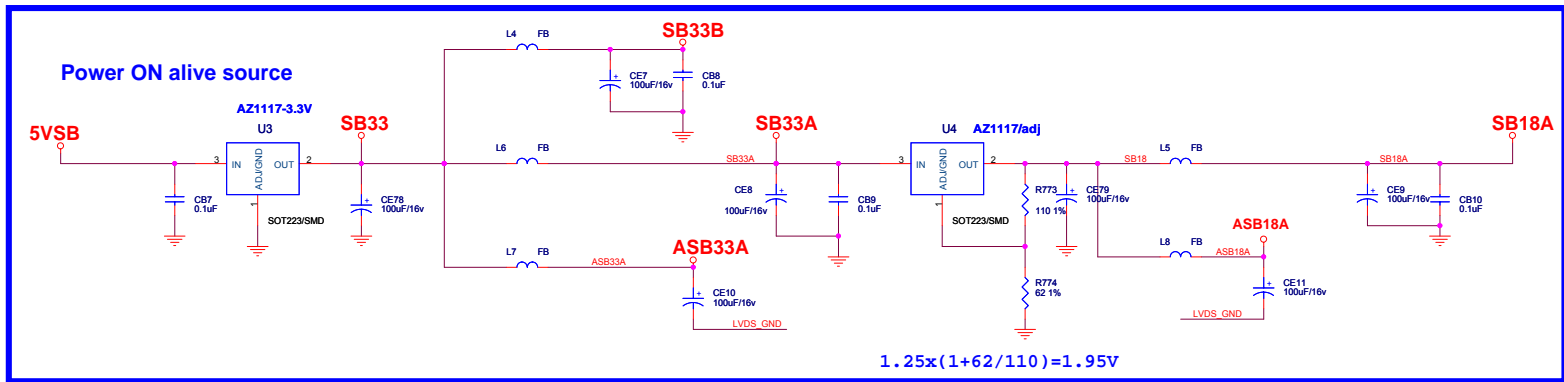 Power ON alive source
5VSB
CB7
0.1uF
AZ1117-3.3V
U3
3
IN
OUT
2
ADJ/GND
1
SOT223/SMD
SB33
CE78
100uF/16v
L4
FB
SB33B
+
CE7
100uF/16v
CB8
0.1uF
L6
FB
SB33A
SB33A
+
CE8
100uF/16v
CB9
0.1uF
L7
FB
ASB33A
ASB33A
+
CE10
100uF/16v
LVDS_GND
U4
AZ1117/adj
3
IN
OUT
2
ADJ/GND
1
SOT223/SMD
R773
110 1%
+
CE79
100uF/16v
R774
62 1%
SB18
L5
FB
SB18A
SB18A
+
CE9
100uF/16v
CB10
0.1uF
L8
FB
ASB18A
ASB18A
+
CE11
100uF/16v
LVDS_GND
1.25x(1+62/110)=1.95V